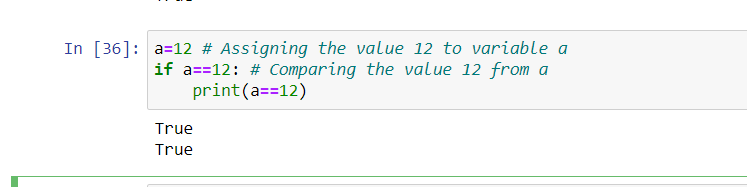 True
In [36]: a=12 # Assigning the value 12 to variable a
if a==12: # Comparing the value 12 from a
    print(a==12)
True
True